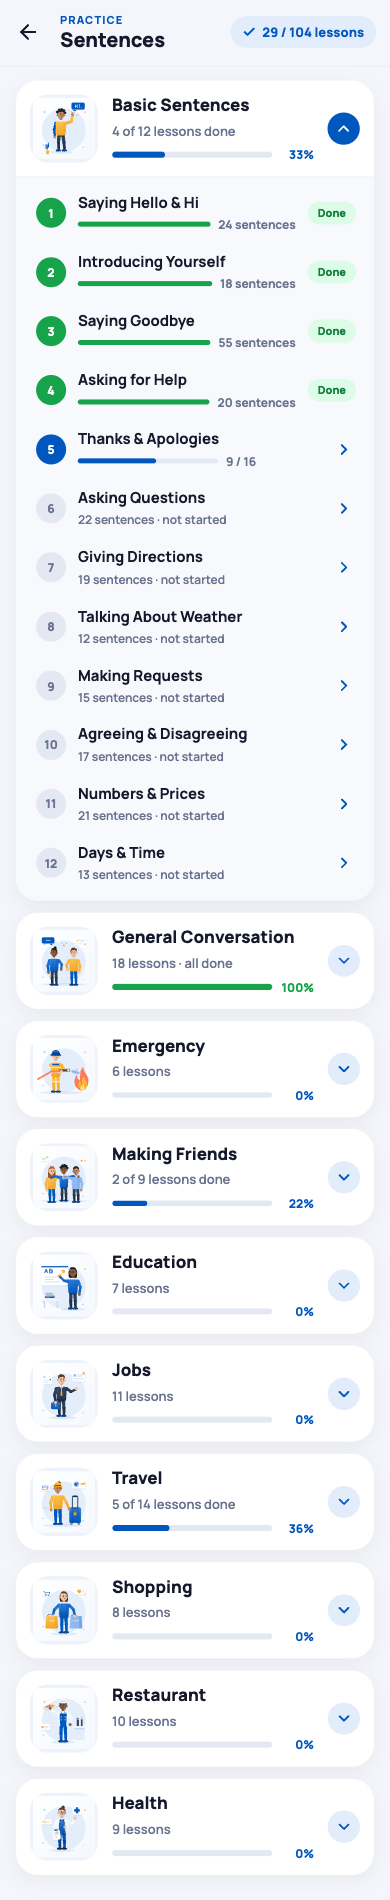 PRACTICE
Sentences
29 / 104 lessons
Basic Sentences
4 of 12 lessons done
33%
1
Saying Hello & Hi
24 sentences
Done
2
Introducing Yourself
18 sentences
Done
3
Saying Goodbye
55 sentences
Done
4
Asking for Help
20 sentences
Done
5
Thanks & Apologies
9 / 16
6
Asking Questions
22 sentences · not started
7
Giving Directions
19 sentences · not started
8
Talking About Weather
12 sentences · not started
9
Making Requests
15 sentences · not started
10
Agreeing & Disagreeing
17 sentences · not started
11
Numbers & Prices
21 sentences · not started
12
Days & Time
13 sentences · not started
General Conversation
18 lessons · all done
100%
Emergency
6 lessons
0%
Making Friends
2 of 9 lessons done
22%
Education
7 lessons
0%
Jobs
11 lessons
0%
Travel
5 of 14 lessons done
36%
Shopping
8 lessons
0%
Restaurant
10 lessons
0%
Health
9 lessons
0%